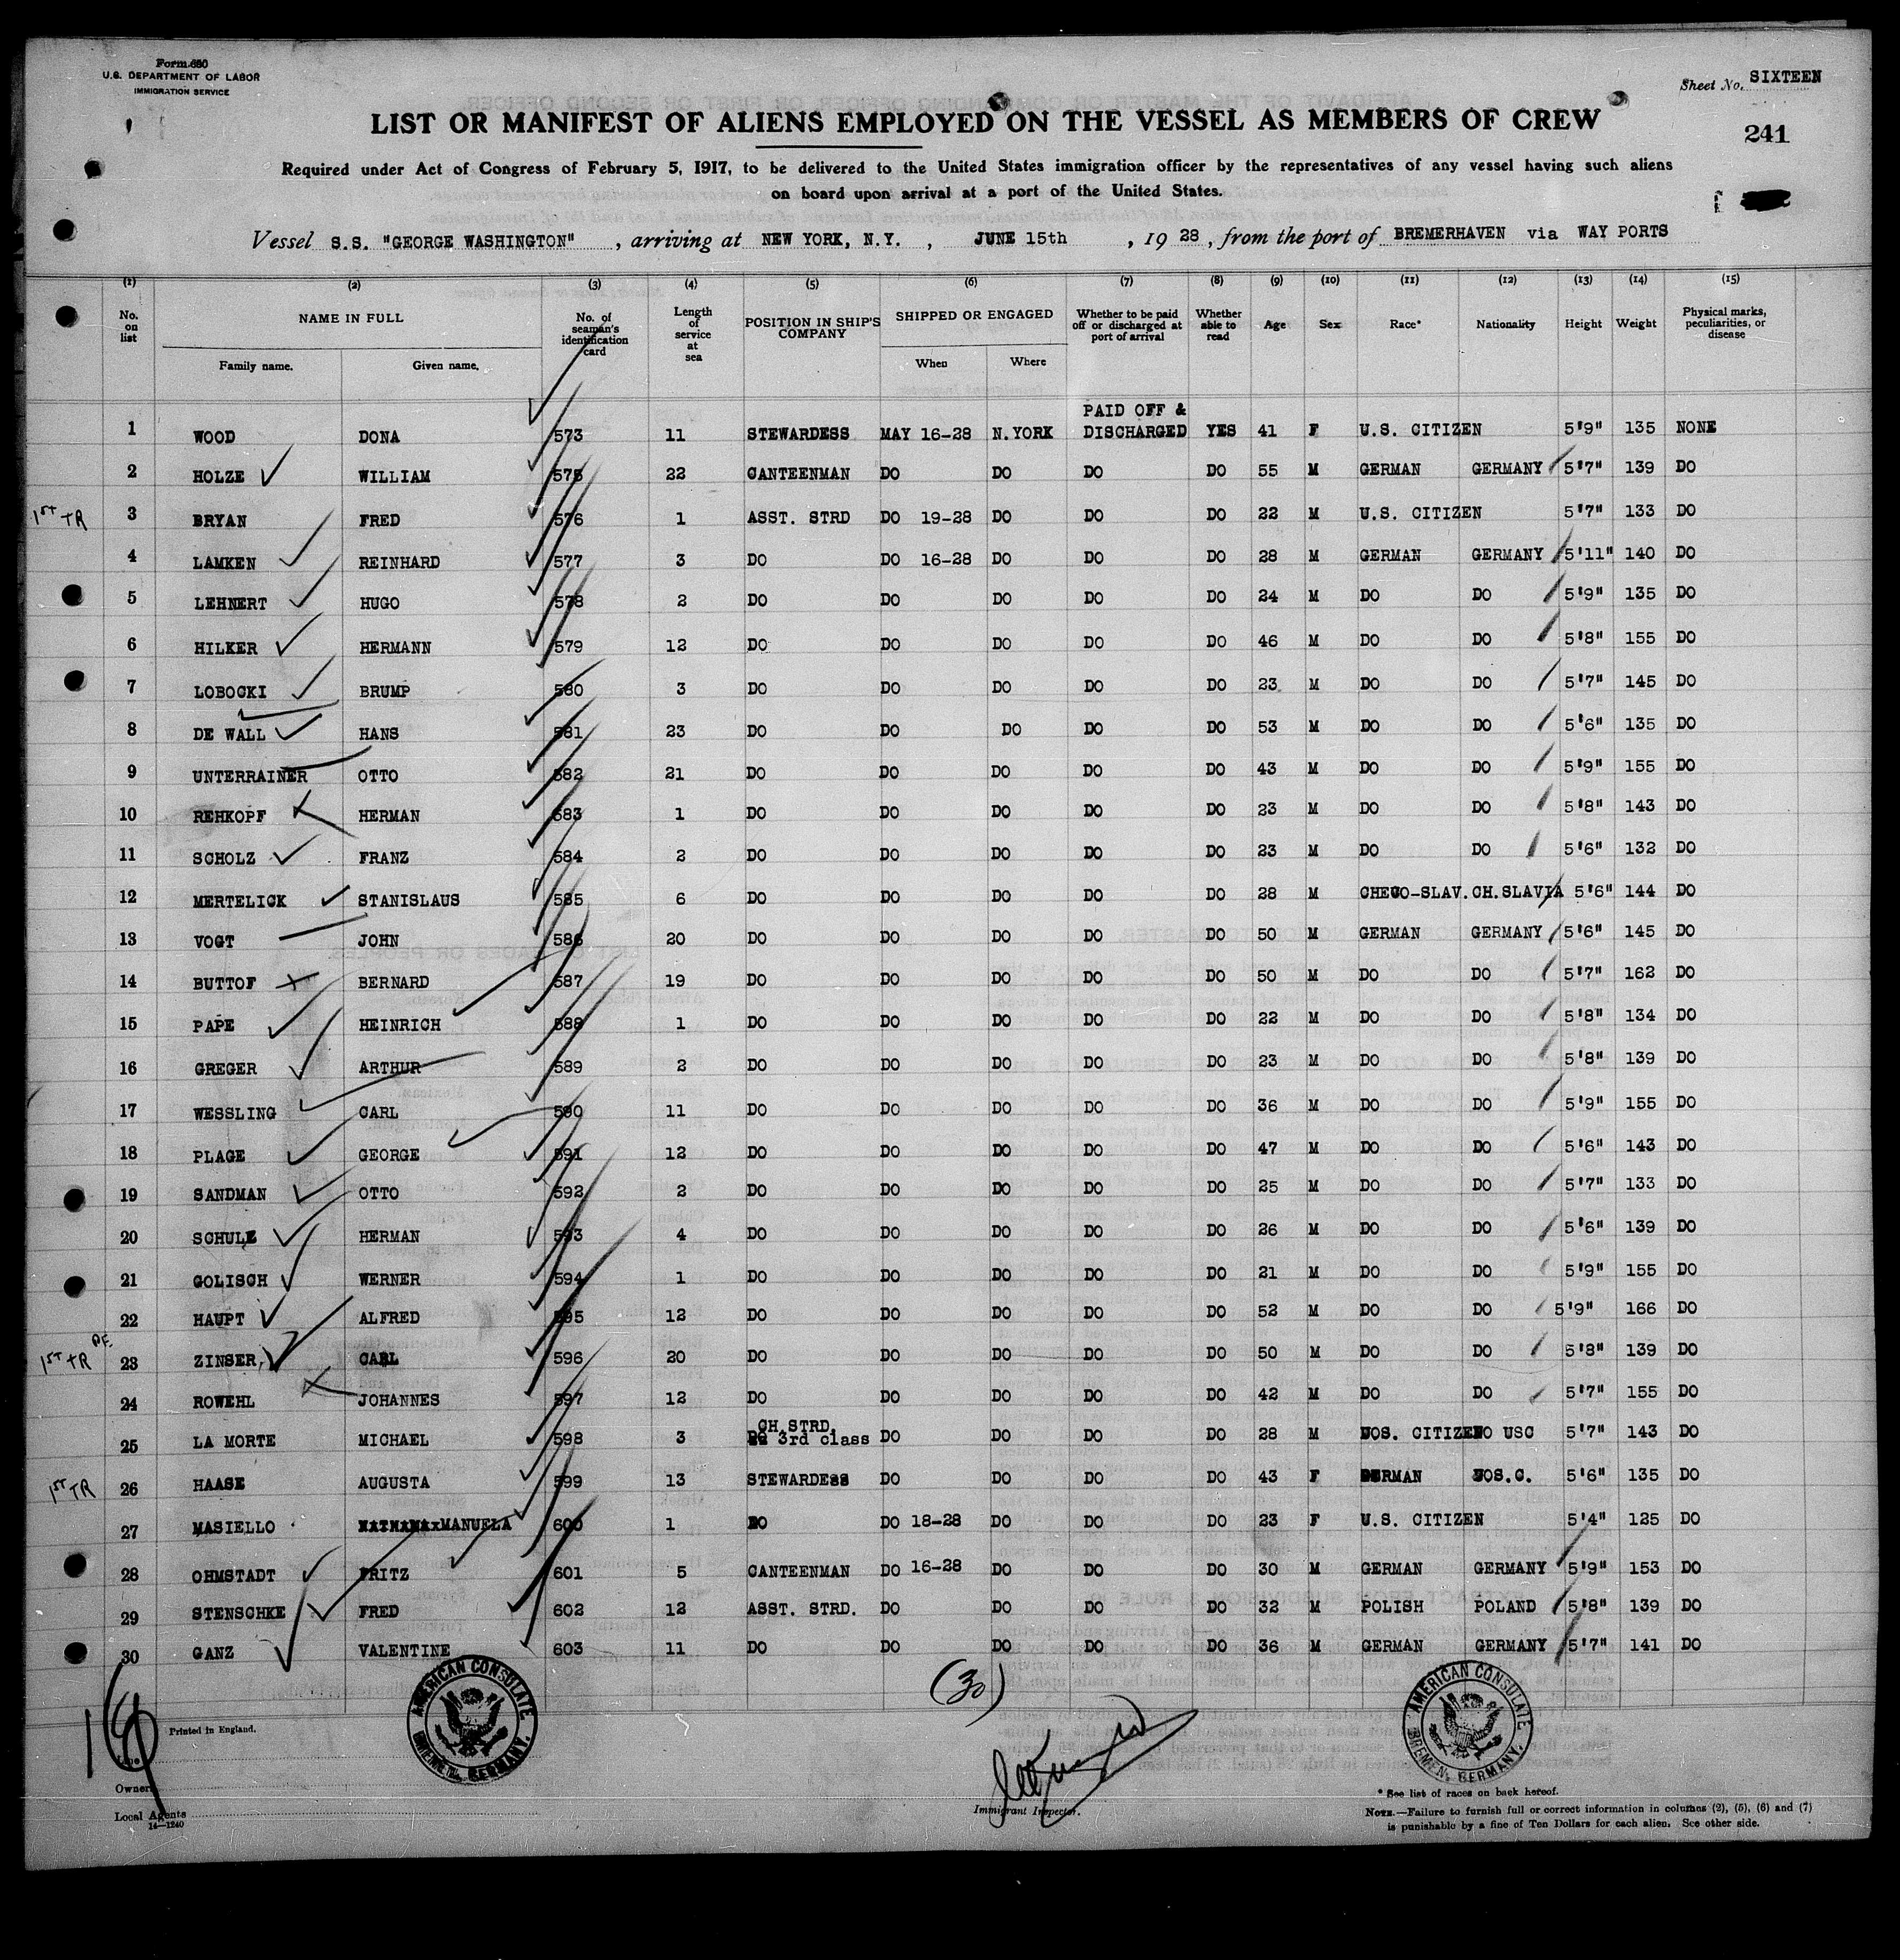 Form 680
U.S. DEPARTMENT OF LABOR
IMMIGRATION SERVICE
Sheet No. SIXTEEN
LIST OR MANIFEST OF ALIENS EMPLOYED ON THE VESSEL AS MEMBERS OF CREW
241
Required under Act of Congress of February 5, 1917, to be delivered to the United States immigration officer by the representatives of any vessel having such aliens
on board upon arrival at a port of the United States.
Vessel S.S. "GEORGE WASHINGTON", arriving at NEW YORK, N.Y., JUNE 15th, 19 28, from the port of BREMERHAVEN via WAY PORTS
(1) (2) (3) (4) (5) (6) (7) (8) (9) (10) (11) (12) (13) (14) (15)
No. on list NAME IN FULL No. of seaman's identification card Length of service at sea POSITION IN SHIP'S COMPANY SHIPPED OR ENGAGED Whether to be paid off or discharged at port of arrival Whether able to read Age Sex Race* Nationality Height Weight Physical marks, peculiarities, or disease
Family name. Given name. When Where
PAID OFF &
1 WOOD DONA 573 11 STEWARDESS MAY 16-28 N.YORK DISCHARGED YES 41 F U.S. CITIZEN 5'9" 135 NONE
2 HOLZE WILLIAM 575 22 CANTEENMAN DO DO DO DO 55 M GERMAN GERMANY 5'7" 139 DO
1st TR 3 BRYAN FRED 576 1 ASST. STRD DO 19-28 DO DO DO 22 M U.S. CITIZEN 5'7" 133 DO
4 LAMKEN REINHARD 577 3 DO DO 16-28 DO DO DO 28 M GERMAN GERMANY 5'11" 140 DO
5 LEHNERT HUGO 578 2 DO DO DO DO DO 24 M DO DO 5'9" 135 DO
6 HILKER HERMANN 579 12 DO DO DO DO DO 46 M DO DO 5'8" 155 DO
7 LOBOCKI BRUMP 580 3 DO DO DO DO DO 23 M DO DO 5'7" 145 DO
8 DE WALL HANS 581 23 DO DO DO DO DO 53 M DO DO 5'6" 135 DO
9 UNTERRAINER OTTO 582 21 DO DO DO DO DO 43 M DO DO 5'9" 155 DO
10 REHKOPF HERMAN 583 1 DO DO DO DO DO 23 M DO DO 5'8" 143 DO
11 SCHOLZ FRANZ 584 2 DO DO DO DO DO 23 M DO DO 5'6" 132 DO
12 MERTELICK STANISLAUS 585 6 DO DO DO DO DO 28 M CHECO-SLAV. CH.SLAVIA 5'6" 144 DO
13 VOGT JOHN 586 20 DO DO DO DO DO 50 M GERMAN GERMANY 5'6" 145 DO
14 BUTTOF BERNARD 587 19 DO DO DO DO DO 50 M DO DO 5'7" 162 DO
15 PAPE HEINRICH 588 1 DO DO DO DO DO 22 M DO DO 5'8" 134 DO
16 GREGER ARTHUR 589 2 DO DO DO DO DO 23 M DO DO 5'8" 139 DO
17 WESSLING CARL 590 11 DO DO DO DO DO 36 M DO DO 5'9" 155 DO
18 PLAGE GEORGE 591 12 DO DO DO DO DO 47 M DO DO 5'6" 143 DO
19 SANDMAN OTTO 592 2 DO DO DO DO DO 25 M DO DO 5'7" 133 DO
20 SCHULZ HERMAN 593 4 DO DO DO DO DO 26 M DO DO 5'6" 139 DO
21 GOLISCH WERNER 594 1 DO DO DO DO DO 21 M DO DO 5'9" 155 DO
22 HAUPT ALFRED 595 12 DO DO DO DO DO 52 M DO DO 5'9" 166 DO
1st TR 23 ZINSER, CARL 596 20 DO DO DO DO DO 50 M DO DO 5'8" 139 DO
24 ROWEHL JOHANNES 597 12 DO DO DO DO DO 42 M DO DO 5'7" 155 DO
CH.STRD.
25 LA MORTE MICHAEL 598 3 3rd class DO DO DO DO 28 M U.S. CITIZEN USC 5'7" 143 DO
1st TR 26 HAASE AUGUSTA 599 13 STEWARDESS DO DO DO DO 43 F GERMAN U.S.C. 5'6" 135 DO
27 MASIELLO MANUELA 600 1 DO DO 18-28 DO DO DO 23 F U.S. CITIZEN 5'4" 125 DO
28 OHMSTADT FRITZ 601 5 CANTEENMAN DO 16-28 DO DO DO 30 M GERMAN GERMANY 5'9" 153 DO
29 STENSCHKE FRED 602 12 ASST. STRD. DO DO DO DO 32 M POLISH POLAND 5'8" 139 DO
30 GANZ VALENTINE 603 11 DO DO DO DO DO 36 M GERMAN GERMANY 5'7" 141 DO
(30)
AMERICAN CONSULATE
BREMEN, GERMANY.
AMERICAN CONSULATE
BREMEN, GERMANY.
Printed in England.
Line
Owners
Local Agents
14-1240
Immigrant Inspector.
* See list of races on back hereof.
NOTE.—Failure to furnish full or correct information in columns (2), (5), (6) and (7)
is punishable by a fine of Ten Dollars for each alien. See other side.